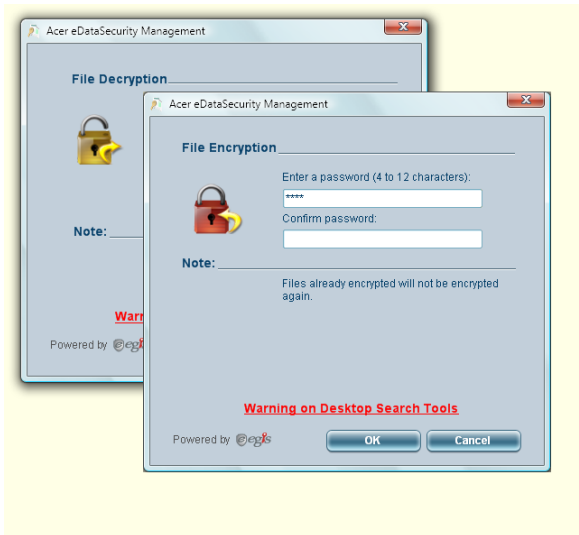 Acer eDataSecurity Management
File Decryption
Note:
Powered by egi
Acer eDataSecurity Management
File Encryption
Enter a password (4 to 12 characters):
****
Confirm password:
Note:
Files already encrypted will not be encrypted
again.
Warning on Desktop Search Tools
Powered by egis
OK
Cancel